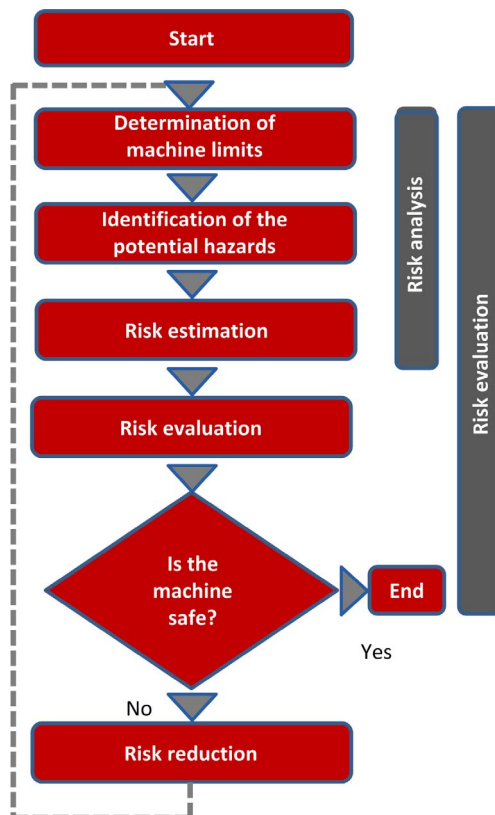 Start
Determination of
machine limits
Identification of the
potential hazards
Risk estimation
Risk evaluation
Is the
machine
safe?
End
Yes
No
Risk reduction
Risk analysis
Risk evaluation